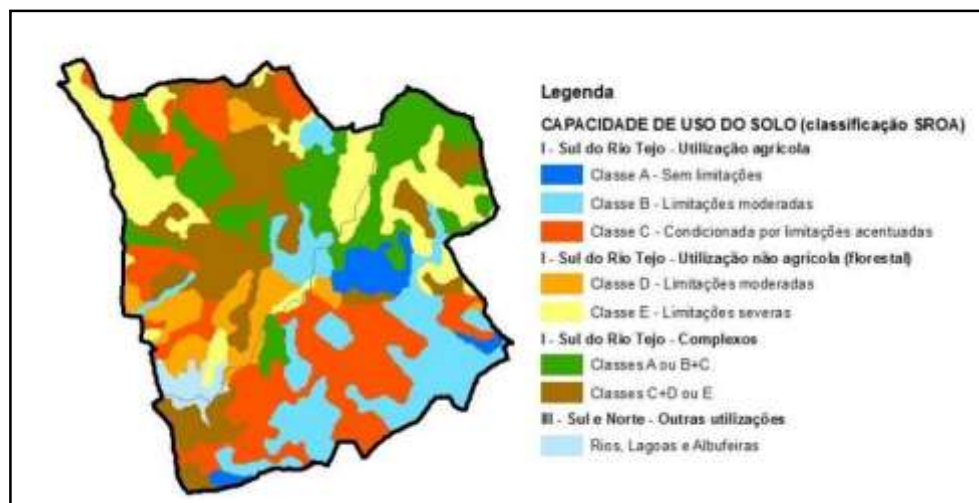 Legenda
CAPACIDADE DE USO DO SOLO (classificação SROA)
I - Sul do Rio Tejo - Utilização agrícola
Classe A - Sem limitações
Classe B - Limitações moderadas
Classe C - Condicionada por limitações acentuadas
I - Sul do Rio Tejo - Utilização não agrícola (florestal)
Classe D - Limitações moderadas
Classe E - Limitações severas
I - Sul do Rio Tejo - Complexos
Classes A ou B+C
Classes C+D ou E
III - Sul e Norte - Outras utilizações
Rios, Lagoas e Albufeiras